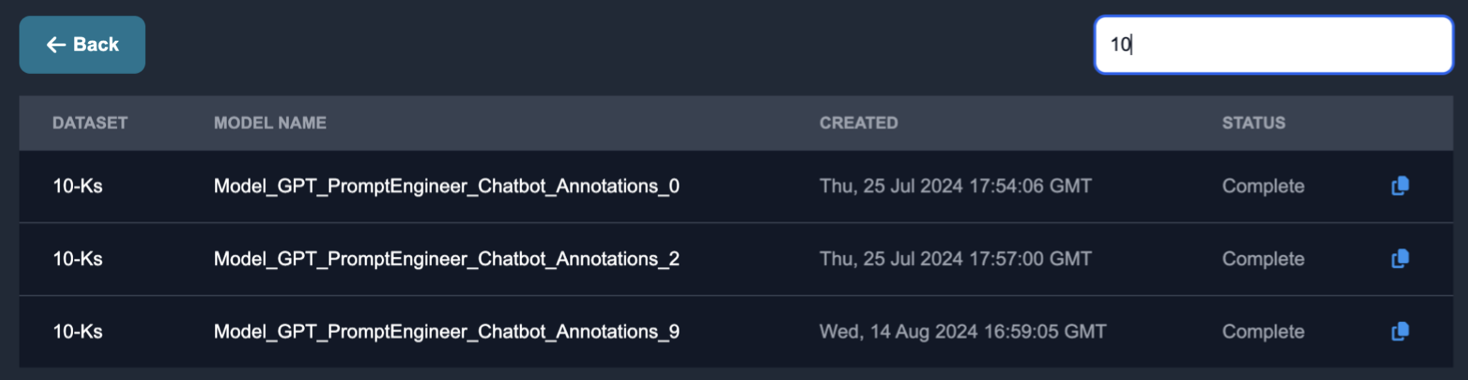 ← Back
10
DATASET MODEL NAME CREATED STATUS
10-Ks Model_GPT_PromptEngineer_Chatbot_Annotations_0 Thu, 25 Jul 2024 17:54:06 GMT Complete
10-Ks Model_GPT_PromptEngineer_Chatbot_Annotations_2 Thu, 25 Jul 2024 17:57:00 GMT Complete
10-Ks Model_GPT_PromptEngineer_Chatbot_Annotations_9 Wed, 14 Aug 2024 16:59:05 GMT Complete